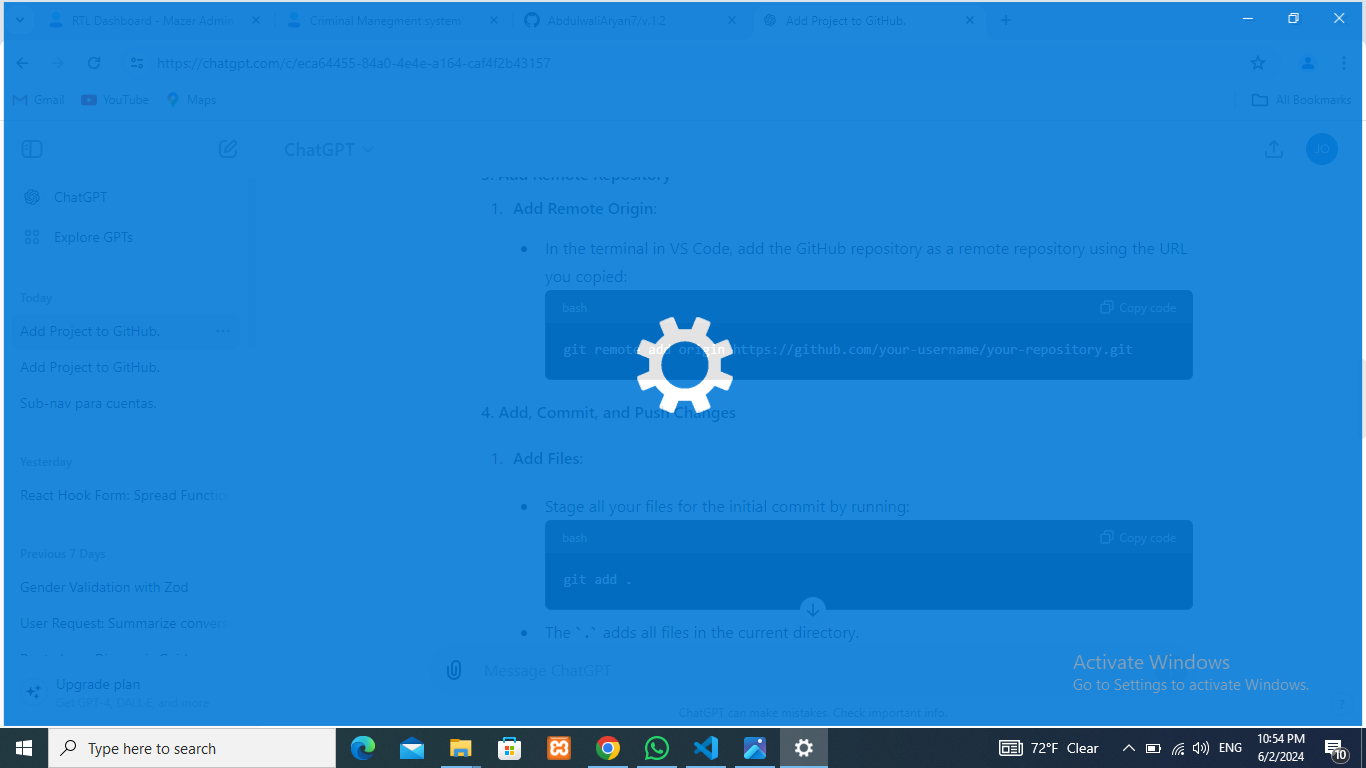 RTL Dashboard - Mazer Admin
Criminal Manegment system
AbdulwaliAryan7/v.1.2
Add Project to GitHub.
https://chatgpt.com/c/eca64455-84a0-4e4e-a164-caf4f2b43157
Gmail
YouTube
Maps
All Bookmarks
ChatGPT
JO
ChatGPT
Explore GPTs
Today
Add Project to GitHub.
Add Project to GitHub.
Sub-nav para cuentas.
Yesterday
React Hook Form: Spread Functio
Previous 7 Days
Gender Validation with Zod
User Request: Summarize convers
Upgrade plan
Get GPT-4, DALL·E, and more
3. Add Remote Repository
1. Add Remote Origin:
• In the terminal in VS Code, add the GitHub repository as a remote repository using the URL
you copied:
bash
Copy code
git remote add origin https://github.com/your-username/your-repository.git
4. Add, Commit, and Push Changes
1. Add Files:
• Stage all your files for the initial commit by running:
bash
Copy code
git add .
• The `.` adds all files in the current directory.
Message ChatGPT
ChatGPT can make mistakes. Check important info.
?
Activate Windows
Go to Settings to activate Windows.
Type here to search
72°F Clear
ENG
10:54 PM
6/2/2024
10